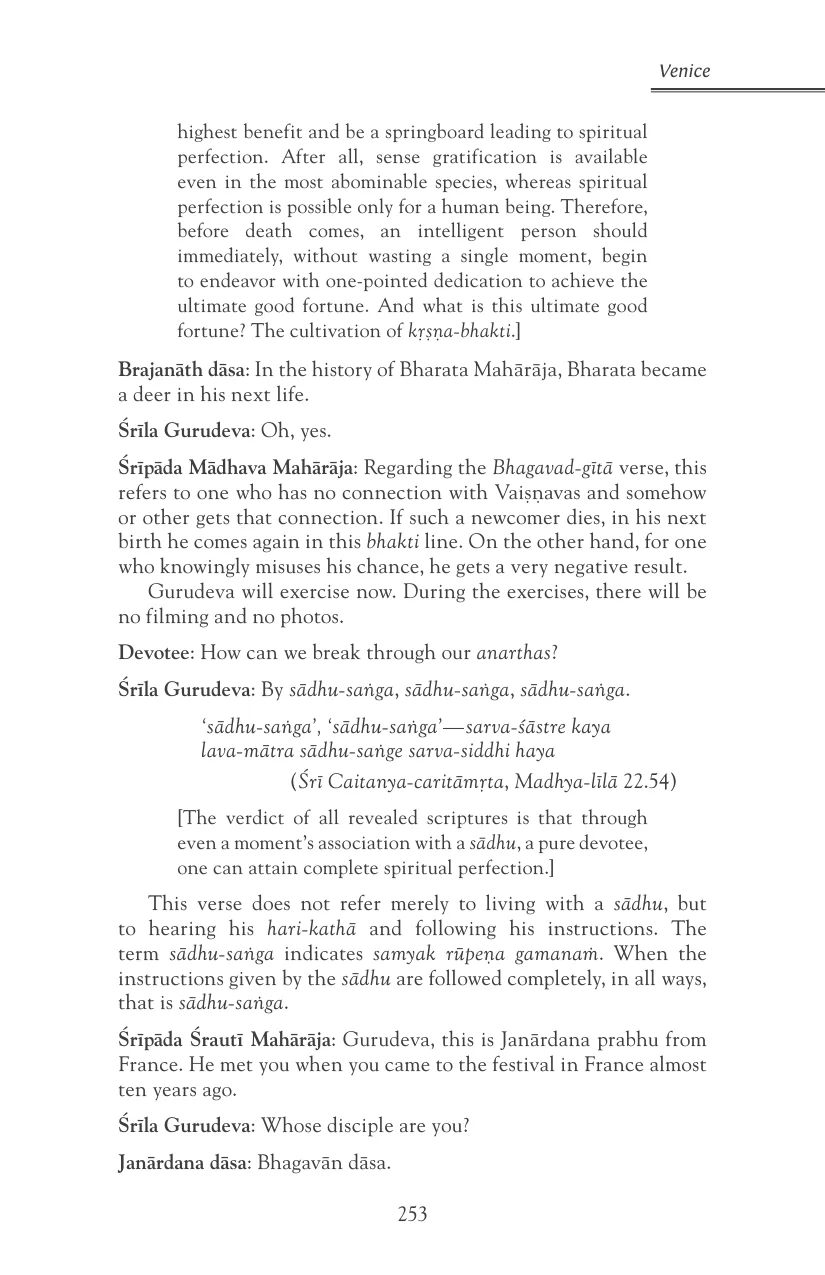 Venice
highest benefit and be a springboard leading to spiritual
perfection. After all, sense gratification is available
even in the most abominable species, whereas spiritual
perfection is possible only for a human being. Therefore,
before death comes, an intelligent person should
immediately, without wasting a single moment, begin
to endeavor with one-pointed dedication to achieve the
ultimate good fortune. And what is this ultimate good
fortune? The cultivation of kṛṣṇa-bhakti.]
Brajanāth dāsa: In the history of Bharata Mahārāja, Bharata became
a deer in his next life.
Śrīla Gurudeva: Oh, yes.
Śrīpāda Mādhava Mahārāja: Regarding the Bhagavad-gītā verse, this
refers to one who has no connection with Vaiṣṇavas and somehow
or other gets that connection. If such a newcomer dies, in his next
birth he comes again in this bhakti line. On the other hand, for one
who knowingly misuses his chance, he gets a very negative result.
Gurudeva will exercise now. During the exercises, there will be
no filming and no photos.
Devotee: How can we break through our anarthas?
Śrīla Gurudeva: By sādhu-saṅga, sādhu-saṅga, sādhu-saṅga.
‘sādhu-saṅga’, ‘sādhu-saṅga’—sarva-śāstre kaya
lava-mātra sādhu-saṅge sarva-siddhi haya
(Śrī Caitanya-caritāmṛta, Madhya-līlā 22.54)
[The verdict of all revealed scriptures is that through
even a moment’s association with a sādhu, a pure devotee,
one can attain complete spiritual perfection.]
This verse does not refer merely to living with a sādhu, but
to hearing his hari-kathā and following his instructions. The
term sādhu-saṅga indicates samyak rūpeṇa gamanaṁ. When the
instructions given by the sādhu are followed completely, in all ways,
that is sādhu-saṅga.
Śrīpāda Śrautī Mahārāja: Gurudeva, this is Janārdana prabhu from
France. He met you when you came to the festival in France almost
ten years ago.
Śrīla Gurudeva: Whose disciple are you?
Janārdana dāsa: Bhagavān dāsa.
253